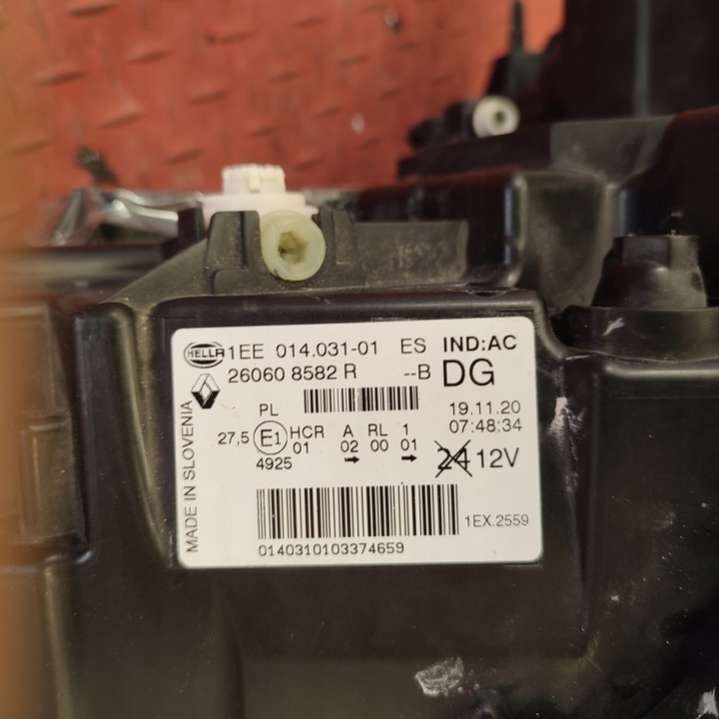 HELLA 1EE 014.031-01 ES IND:AC
26060 8582 R --B DG
PL 19.11.20
27,5 E1 HCR A RL 1 07:48:34
01 02 00 01
4925 → → 24 12V
MADE IN SLOVENIA
1EX.2559
0140310103374659